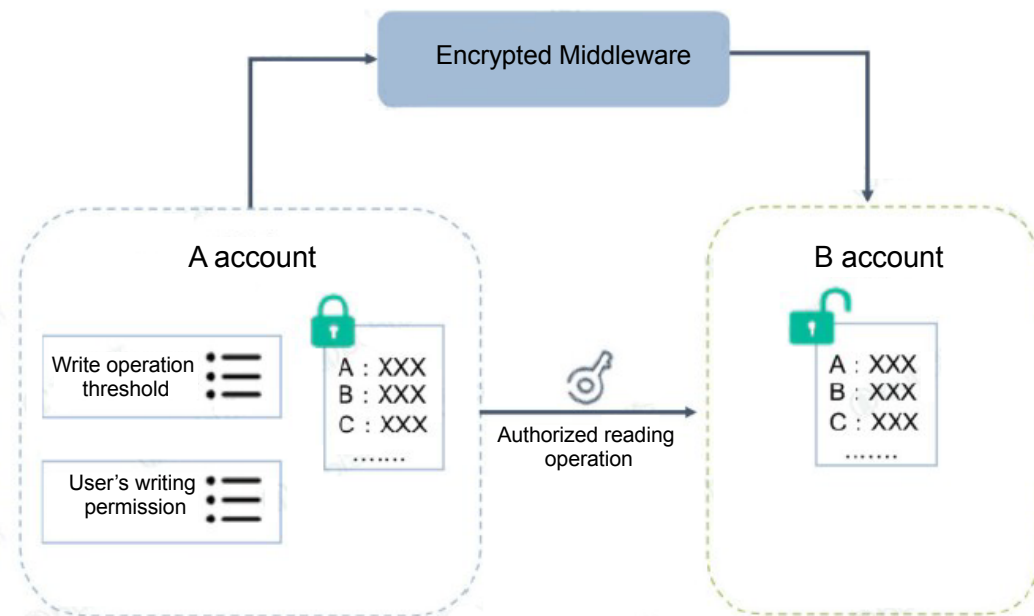 Encrypted Middleware
A account
Write operation
threshold
A : XXX
B : XXX
C : XXX
.......
User's writing
permission
Authorized reading
operation
B account
A : XXX
B : XXX
C : XXX
.......